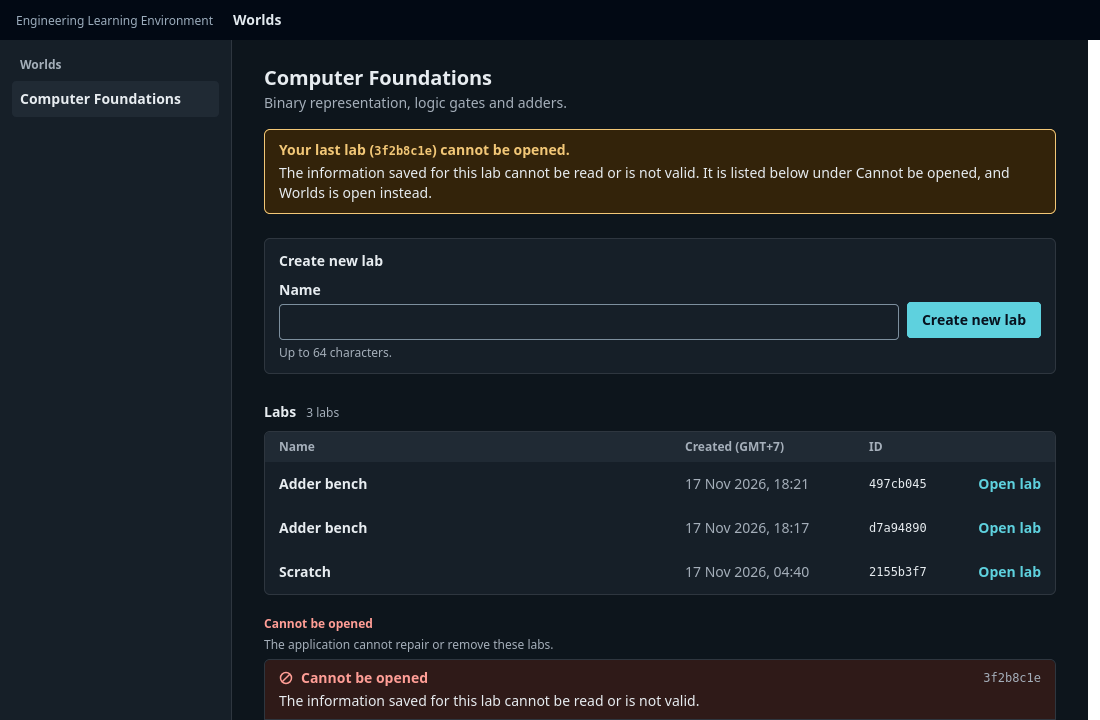 Engineering Learning Environment Worlds
Worlds
Computer Foundations
Computer Foundations
Binary representation, logic gates and adders.
Your last lab (3f2b8c1e) cannot be opened.
The information saved for this lab cannot be read or is not valid. It is listed below under Cannot be opened, and
Worlds is open instead.
Create new lab
Name
Create new lab
Up to 64 characters.
Labs 3 labs
Name Created (GMT+7) ID
Adder bench 17 Nov 2026, 18:21 497cb045 Open lab
Adder bench 17 Nov 2026, 18:17 d7a94890 Open lab
Scratch 17 Nov 2026, 04:40 2155b3f7 Open lab
Cannot be opened
The application cannot repair or remove these labs.
Cannot be opened 3f2b8c1e
The information saved for this lab cannot be read or is not valid.